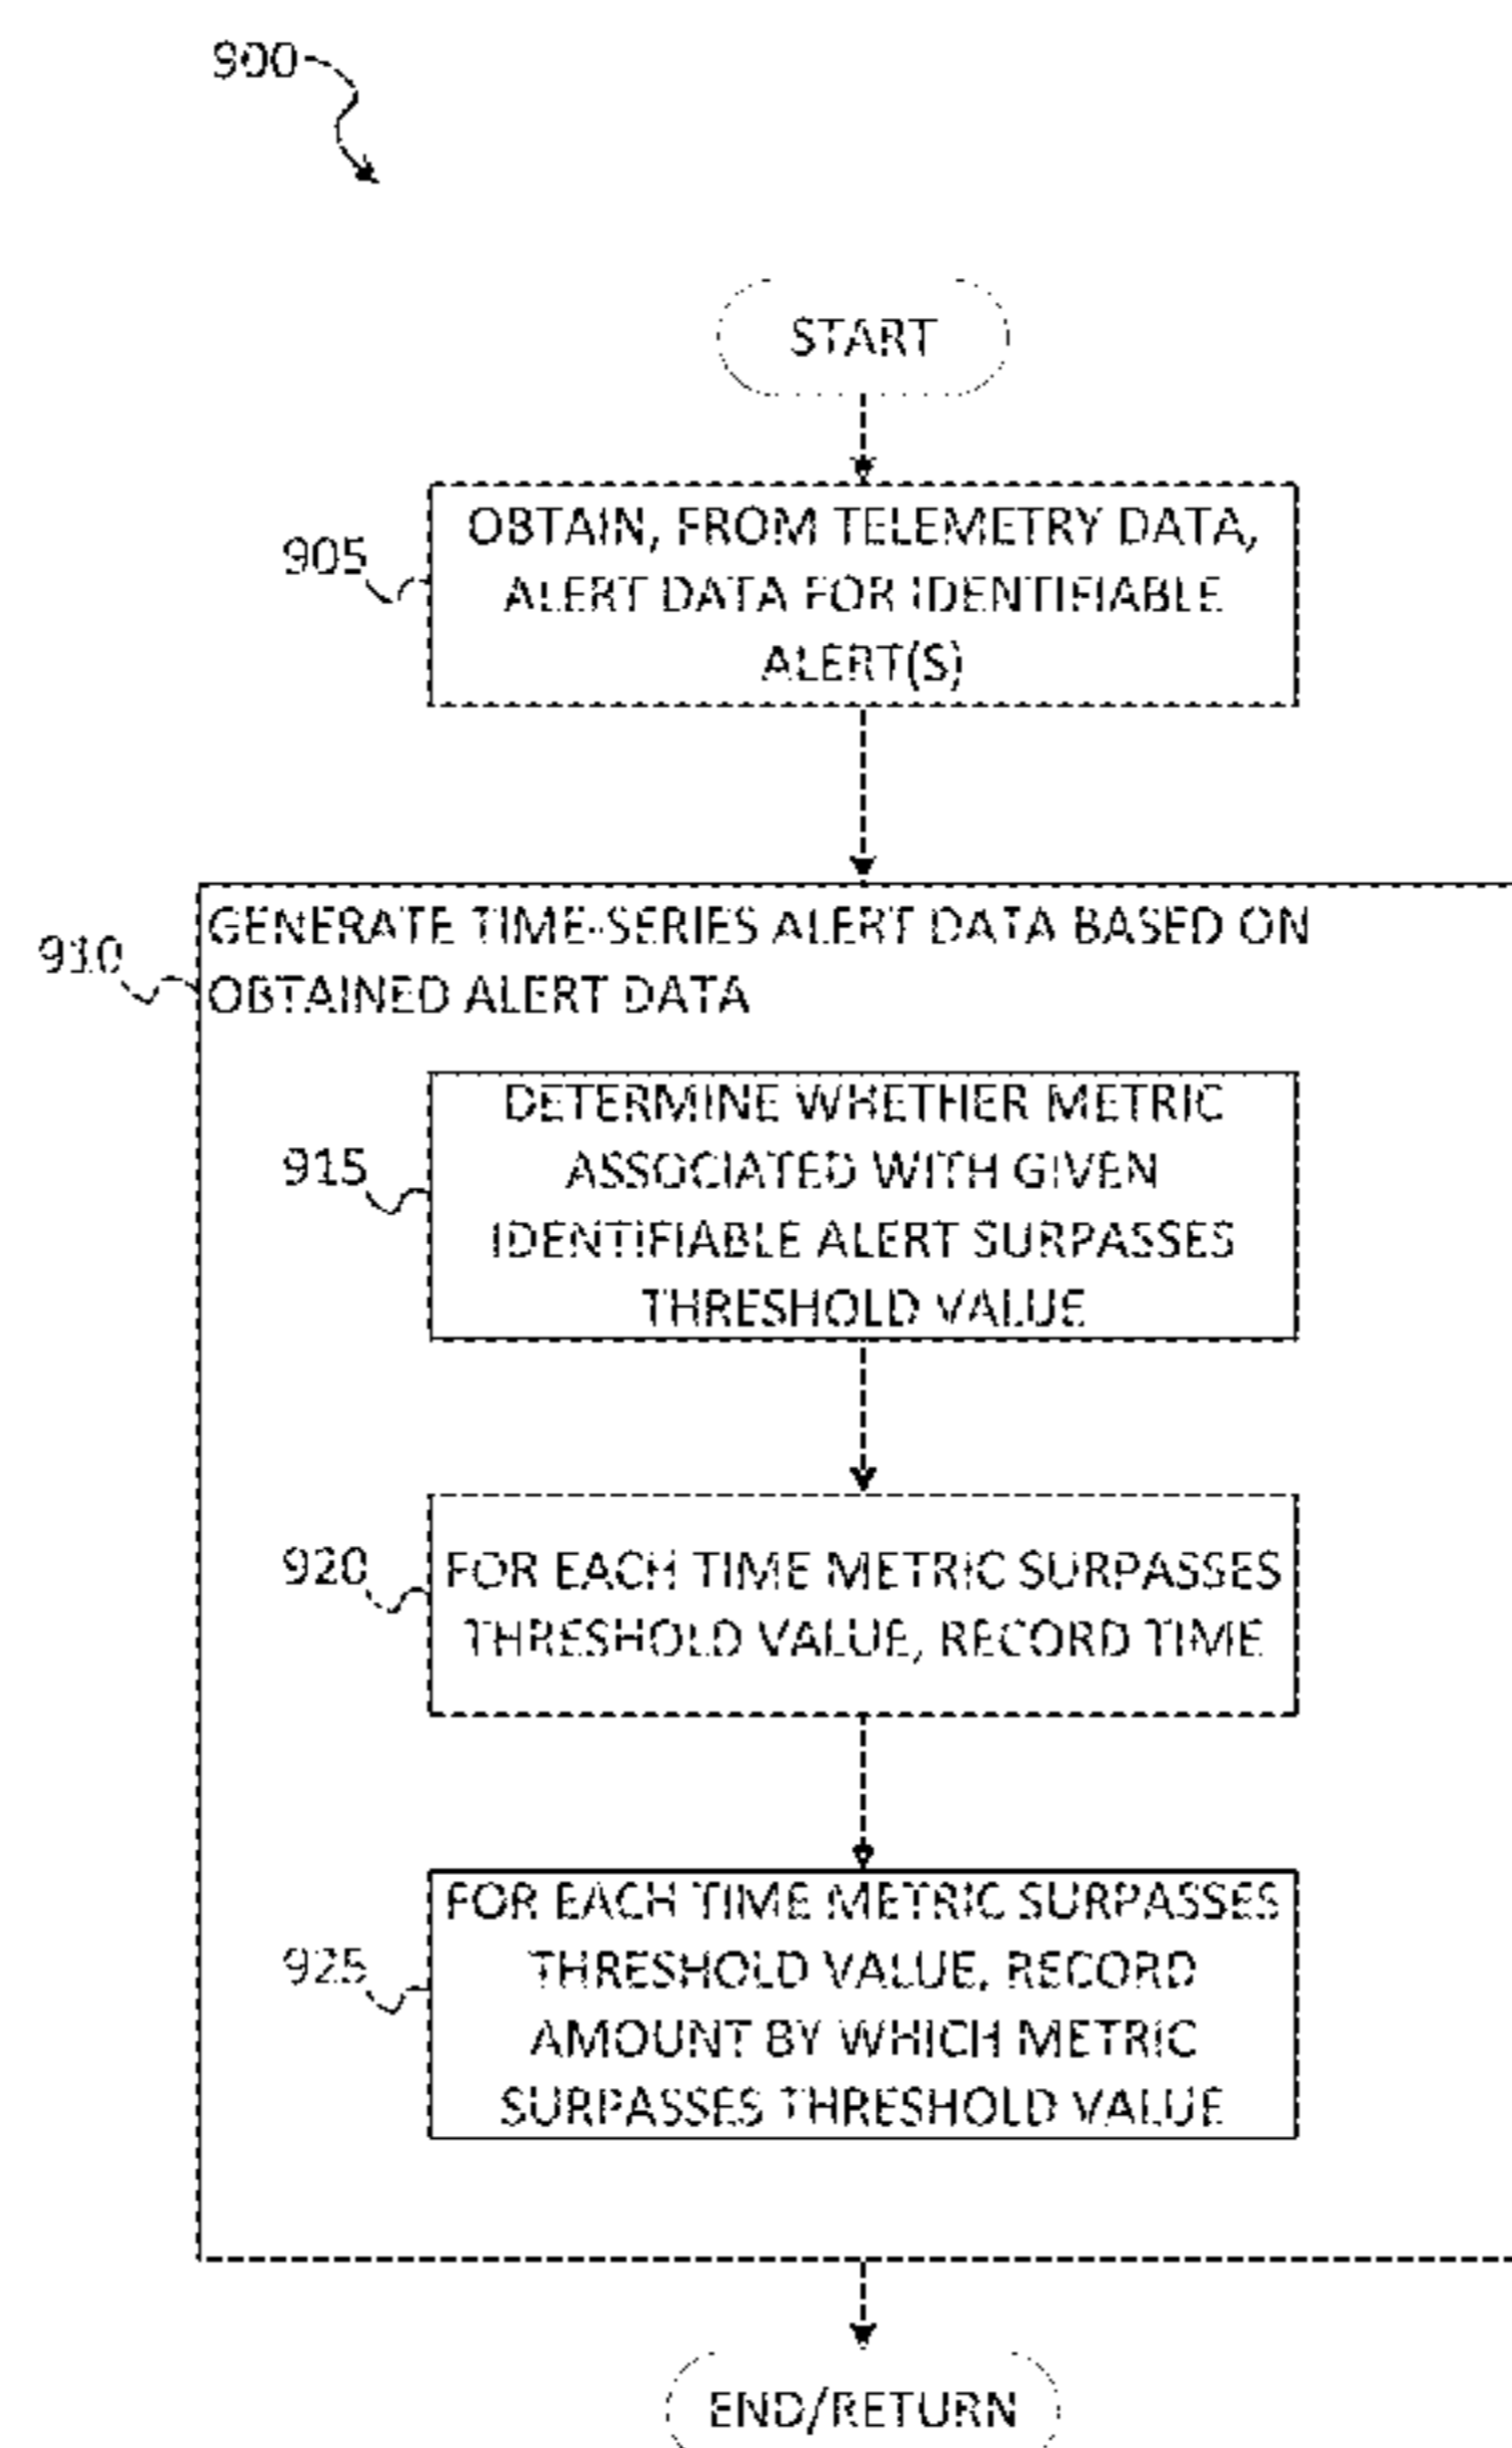 900
START
905
OBTAIN, FROM TELEMETRY DATA,
ALERT DATA FOR IDENTIFIABLE
ALERT(S)
910
GENERATE TIME-SERIES ALERT DATA BASED ON
OBTAINED ALERT DATA
915
DETERMINE WHETHER METRIC
ASSOCIATED WITH GIVEN
IDENTIFIABLE ALERT SURPASSES
THRESHOLD VALUE
920
FOR EACH TIME METRIC SURPASSES
THRESHOLD VALUE, RECORD TIME
925
FOR EACH TIME METRIC SURPASSES
THRESHOLD VALUE, RECORD
AMOUNT BY WHICH METRIC
SURPASSES THRESHOLD VALUE
END/RETURN